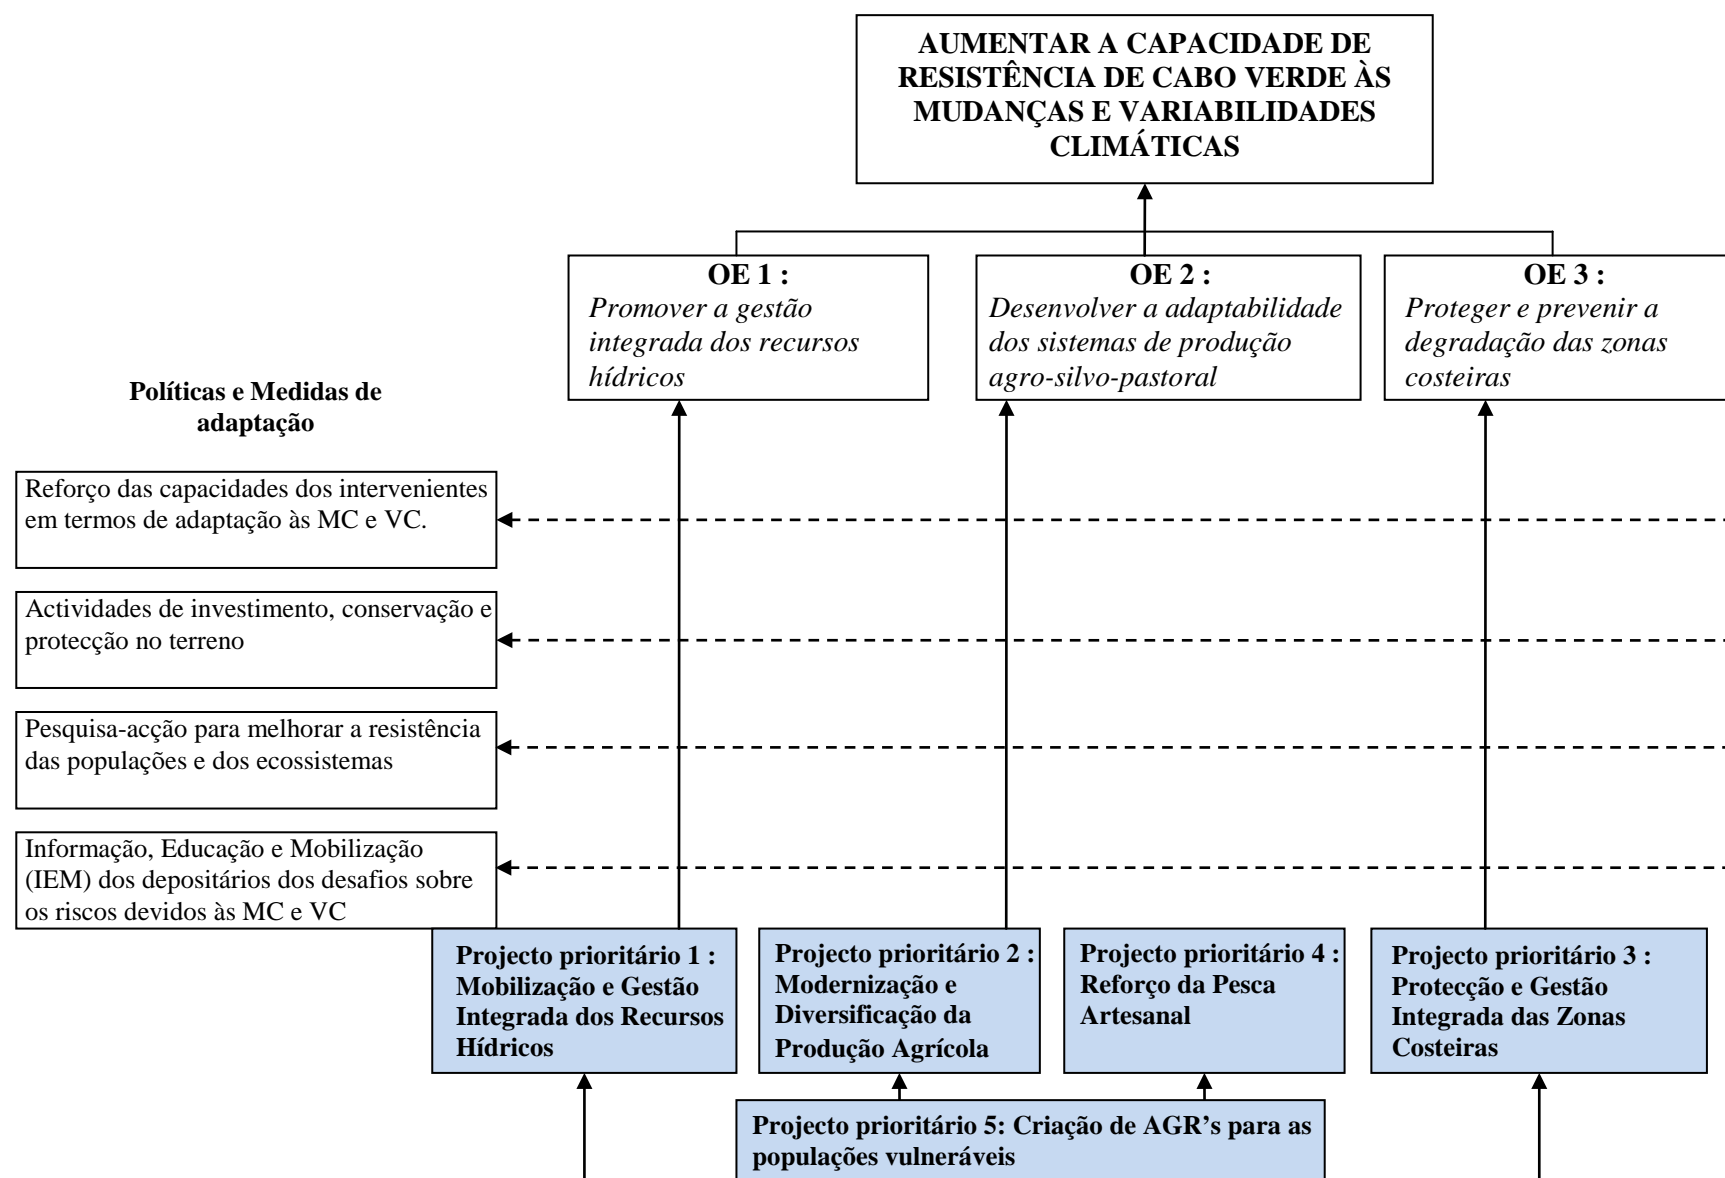 AUMENTAR A CAPACIDADE DE
RESISTÊNCIA DE CABO VERDE ÀS
MUDANÇAS E VARIABILIDADES
CLIMÁTICAS
OE 1 :
Promover a gestão
integrada dos recursos
hídricos
OE 2 :
Desenvolver a adaptabilidade
dos sistemas de produção
agro-silvo-pastoral
OE 3 :
Proteger e prevenir a
degradação das zonas
costeiras
Políticas e Medidas de
adaptação
Reforço das capacidades dos intervenientes
em termos de adaptação às MC e VC.
Actividades de investimento, conservação e
protecção no terreno
Pesquisa-acção para melhorar a resistência
das populações e dos ecossistemas
Informação, Educação e Mobilização
(IEM) dos depositários dos desafios sobre
os riscos devidos às MC e VC
Projecto prioritário 1 :
Mobilização e Gestão
Integrada dos Recursos
Hídricos
Projecto prioritário 2 :
Modernização e
Diversificação da
Produção Agrícola
Projecto prioritário 4 :
Reforço da Pesca
Artesanal
Projecto prioritário 3 :
Protecção e Gestão
Integrada das Zonas
Costeiras
Projecto prioritário 5: Criação de AGR’s para as
populações vulneráveis